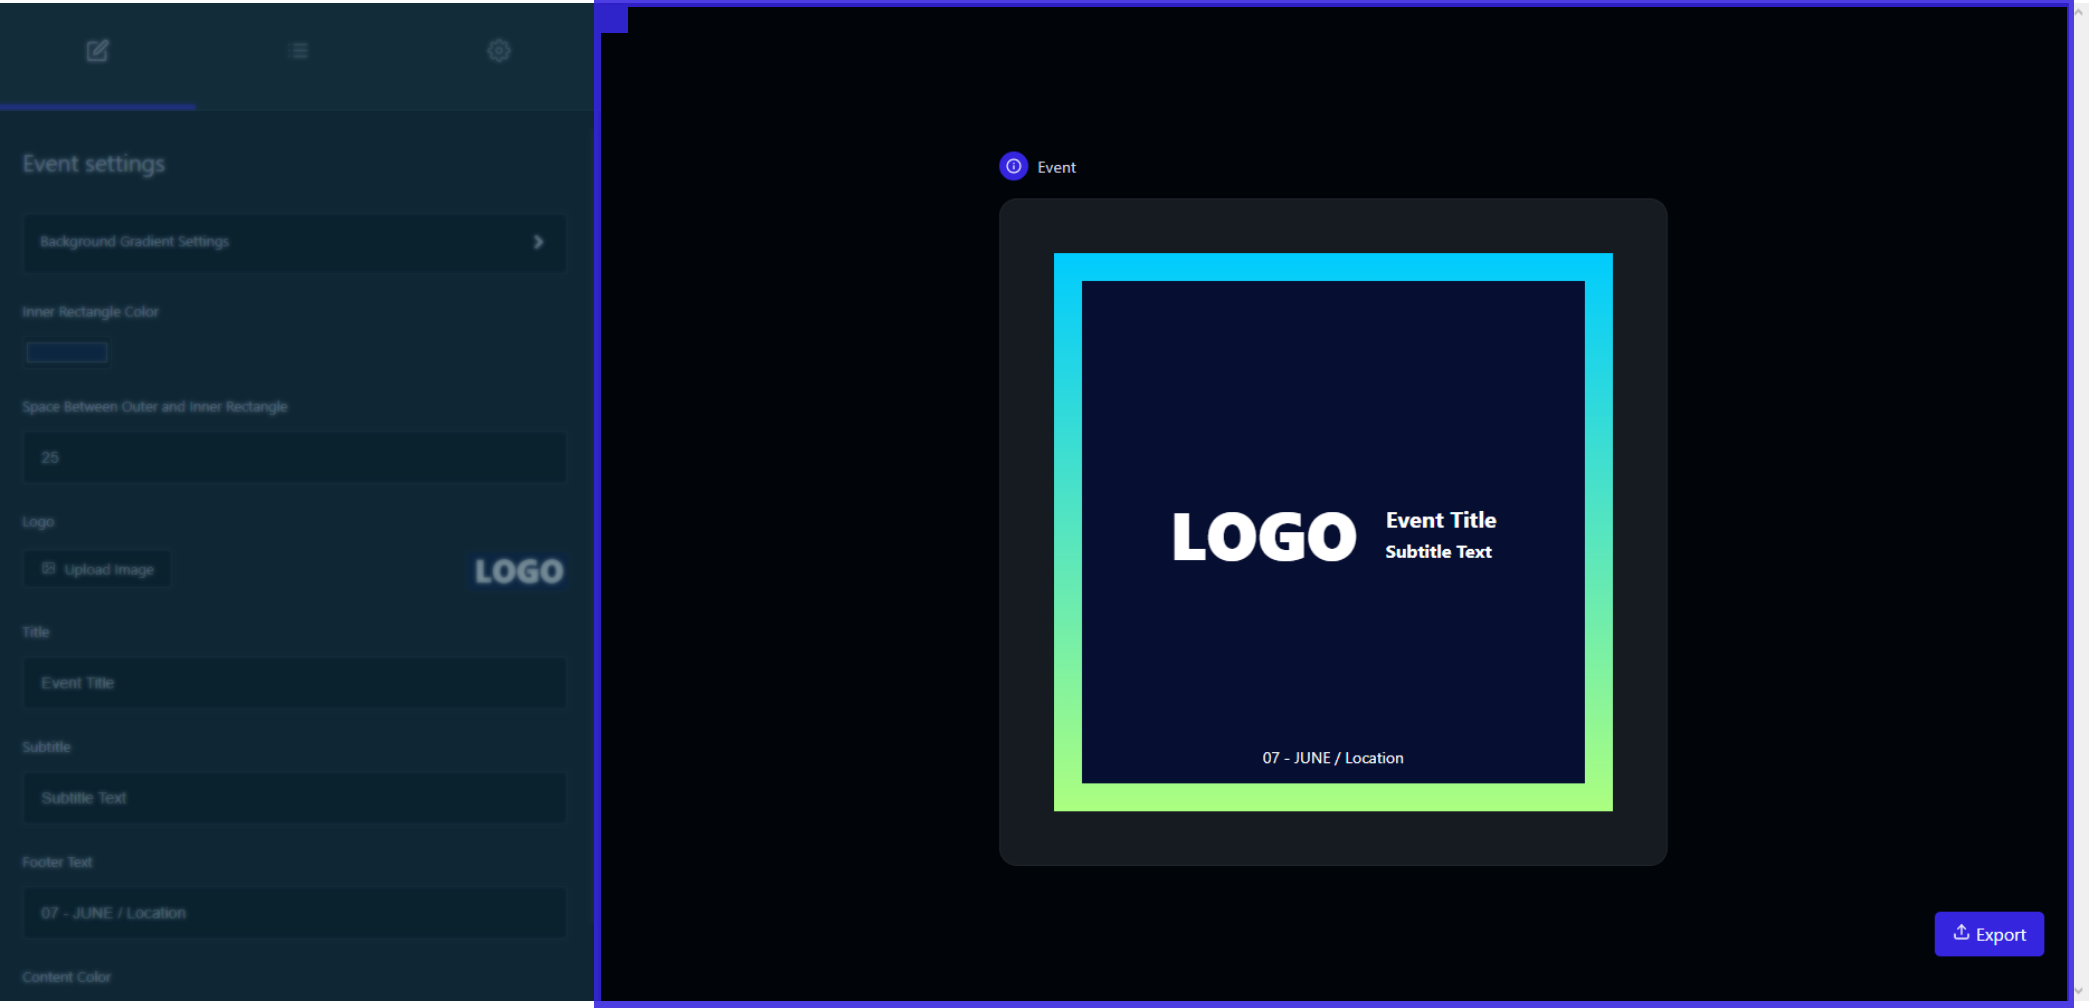 Event settings
Background Gradient Settings
Inner Rectangle Color
Space Between Outer and Inner Rectangle
25
Logo
Upload Image
LOGO
Title
Event Title
Subtitle
Subtitle Text
Footer Text
07 - JUNE / Location
Content Color
Event
LOGO
Event Title
Subtitle Text
07 - JUNE / Location
Export